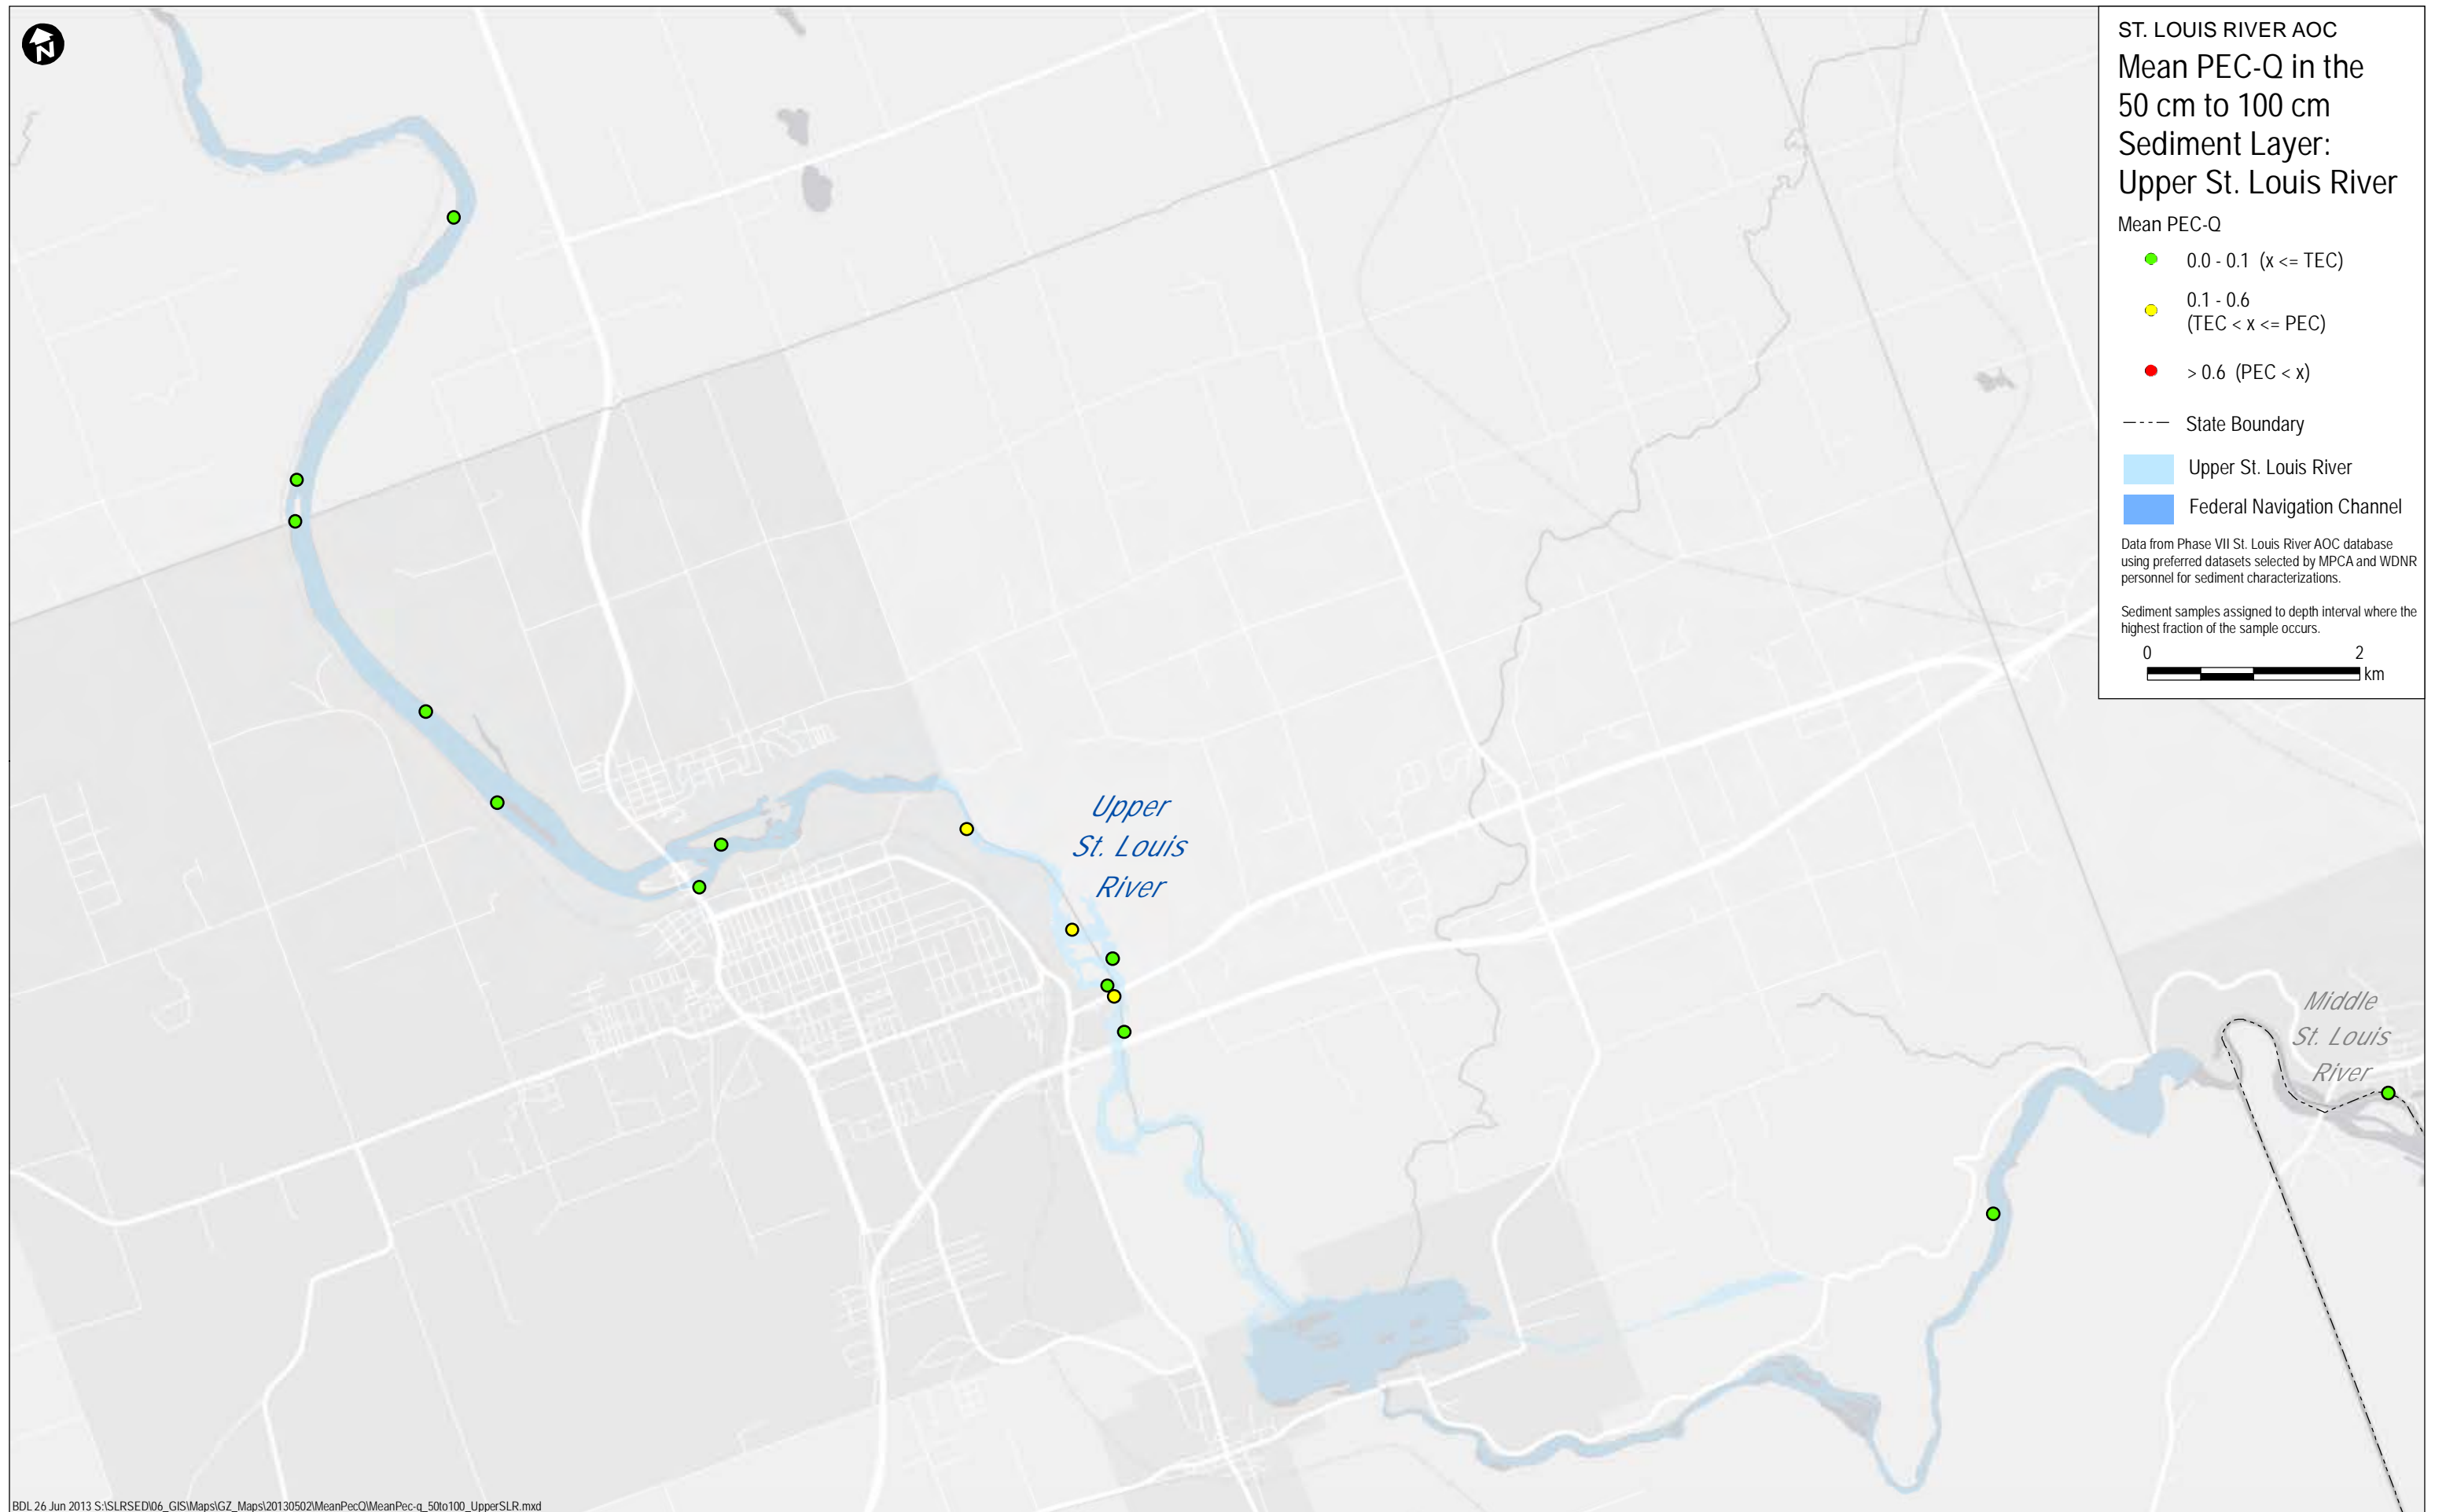 N
ST. LOUIS RIVER AOC
Mean PEC-Q in the
50 cm to 100 cm
Sediment Layer:
Upper St. Louis River
Mean PEC-Q
0.0 - 0.1 (x <= TEC)
0.1 - 0.6
(TEC < x <= PEC)
> 0.6 (PEC < x)
State Boundary
Upper St. Louis River
Federal Navigation Channel
Data from Phase VII St. Louis River AOC database
using preferred datasets selected by MPCA and WDNR
personnel for sediment characterizations.
Sediment samples assigned to depth interval where the
highest fraction of the sample occurs.
0 2
km
Upper
St. Louis
River
Middle
St. Louis
River
BDL 26 Jun 2013 S:\SLRSED\06_GIS\Maps\GZ_Maps\20130502\MeanPecQ\MeanPec-q_50to100_UpperSLR.mxd